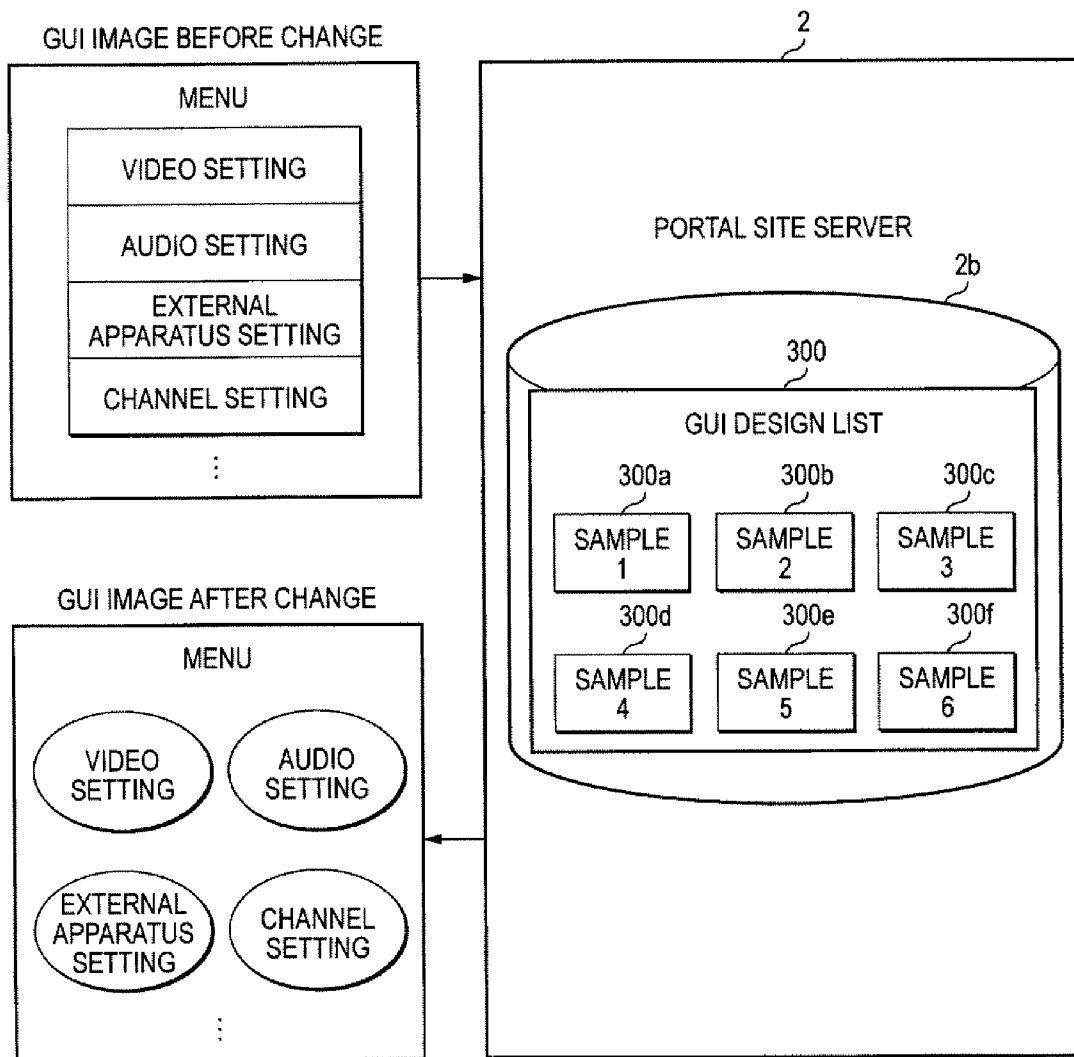 GUI IMAGE BEFORE CHANGE
MENU
VIDEO SETTING
AUDIO SETTING
EXTERNAL
APPARATUS SETTING
CHANNEL SETTING
⋮
GUI IMAGE AFTER CHANGE
MENU
VIDEO
SETTING
AUDIO
SETTING
EXTERNAL
APPARATUS
SETTING
CHANNEL
SETTING
⋮
2
PORTAL SITE SERVER
2b
300
GUI DESIGN LIST
300a
300b
300c
SAMPLE
1
SAMPLE
2
SAMPLE
3
300d
300e
300f
SAMPLE
4
SAMPLE
5
SAMPLE
6